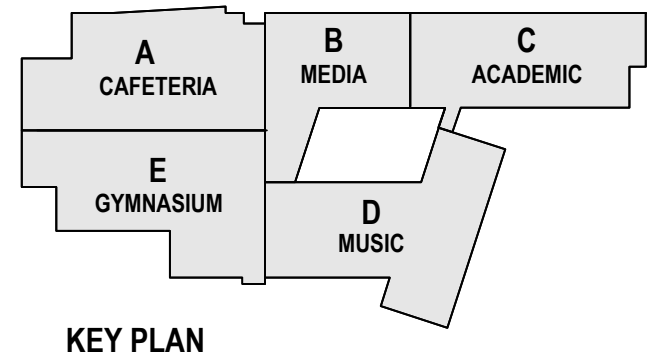 A
CAFETERIA
B
MEDIA
C
ACADEMIC
E
GYMNASIUM
D
MUSIC
KEY PLAN